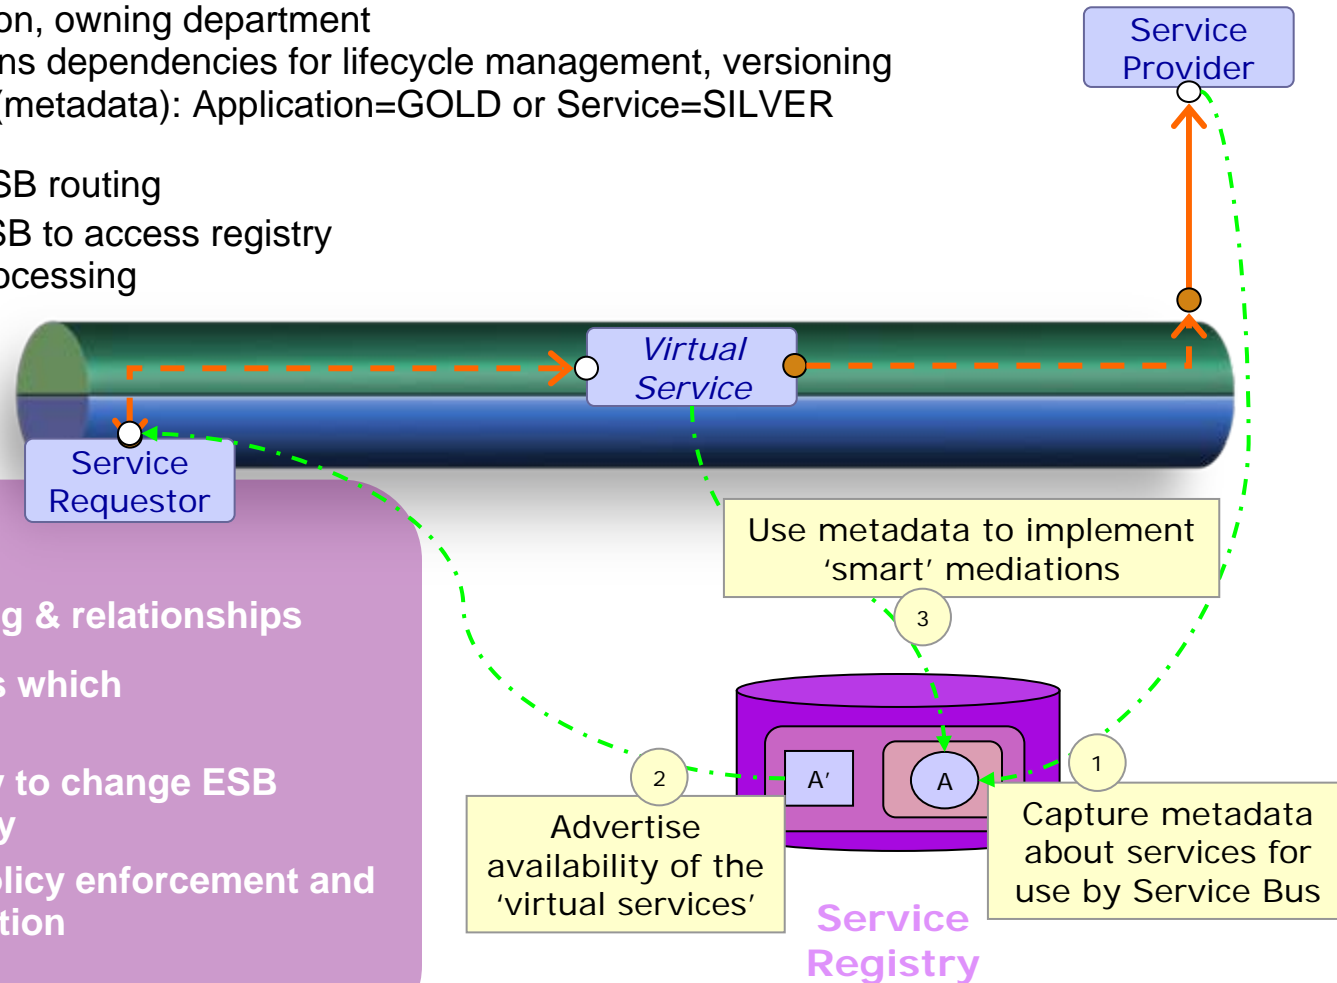 on, owning department
ns dependencies for lifecycle management, versioning
(metadata): Application=GOLD or Service=SILVER
SB routing
SB to access registry
ocessing
Service
Provider
Virtual
Service
Service
Requestor
Use metadata to implement
‘smart’ mediations
3
g & relationships
s which
y to change ESB
y
olicy enforcement and
tion
2
Advertise
availability of the
‘virtual services’
A’
A
1
Capture metadata
about services for
use by Service Bus
Service
Registry